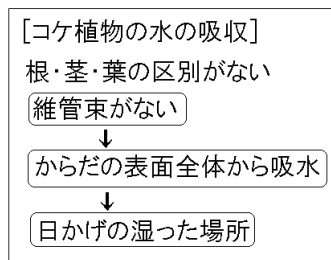 [コケ植物の水の吸収]
根・茎・葉の区別がない
維管束がない
↓
からだの表面全体から吸水
↓
日かげの湿った場所